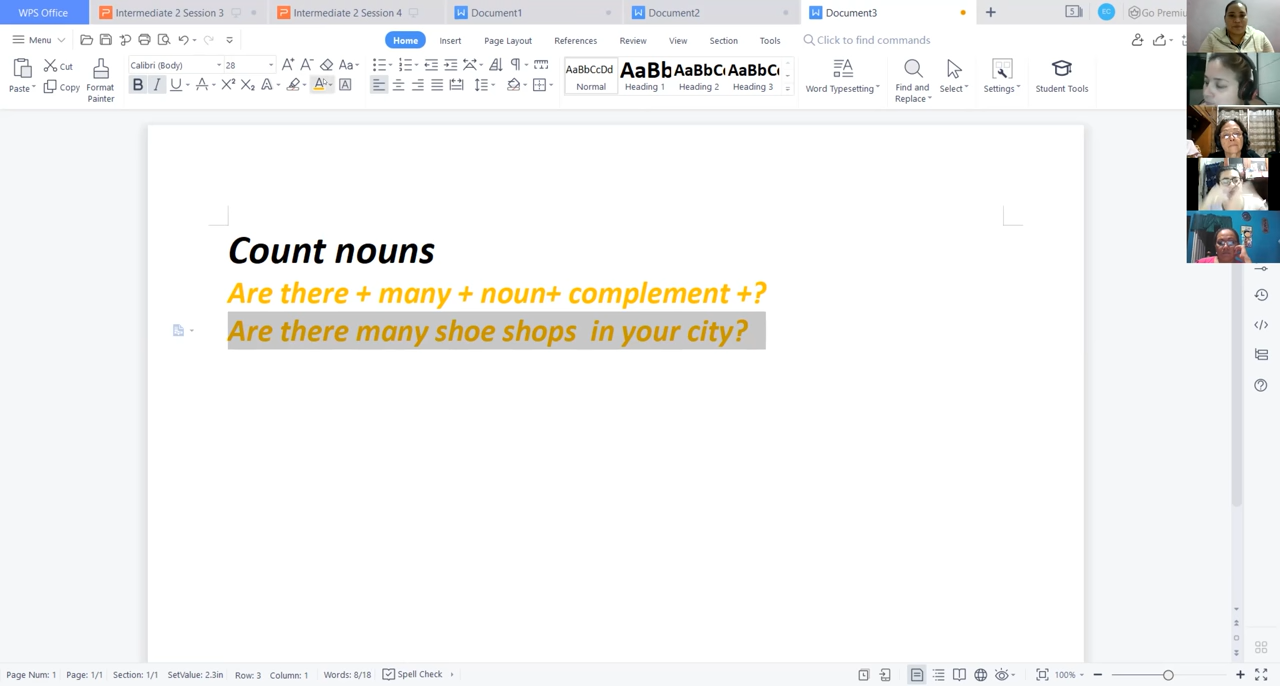 WPS Office
Intermediate 2 Session 3
Intermediate 2 Session 4
Document1
Document2
Document3
5
EC
Go Premiu
Menu
Home
Insert
Page Layout
References
Review
View
Section
Tools
Click to find commands
Paste
Cut
Copy
Format Painter
Calibri (Body)
28
AaBbCcDd
Normal
AaBb
Heading 1
AaBbC
Heading 2
AaBbC
Heading 3
Word Typesetting
Find and Replace
Select
Settings
Student Tools
Count nouns
Are there + many + noun+ complement +?
Are there many shoe shops in your city?
Page Num: 1 Page: 1/1 Section: 1/1 SetValue: 2.3in Row: 3 Column: 1 Words: 8/18 Spell Check
100%